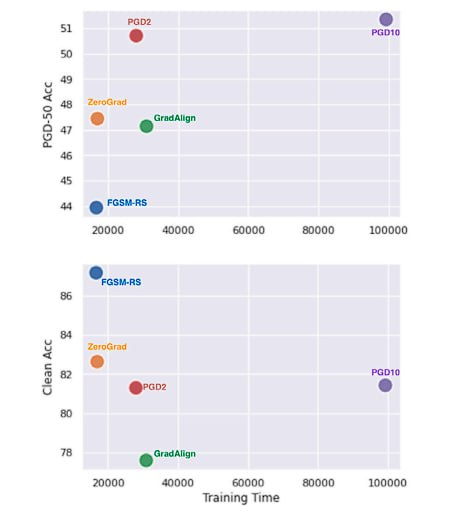 51
50
49
48
47
46
45
44
PGD-50 Acc
PGD2
PGD10
ZeroGrad
GradAlign
FGSM-RS
20000 40000 60000 80000 100000
86
84
82
80
78
Clean Acc
FGSM-RS
ZeroGrad
PGD2
PGD10
GradAlign
20000 40000 60000 80000 100000
Training Time